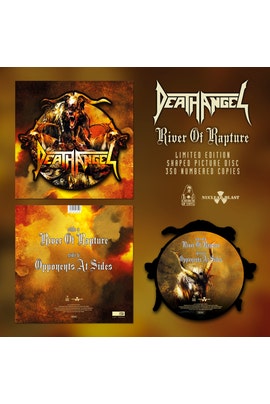 DEATH ANGEL
DEATH ANGEL
River Of Rapture
LIMITED EDITION
SHAPED PICTURE DISC
350 NUMBERED COPIES
NUCLEAR BLAST
River Of Rapture
Opponents At Sides
River Of Rapture
Opponents At Sides